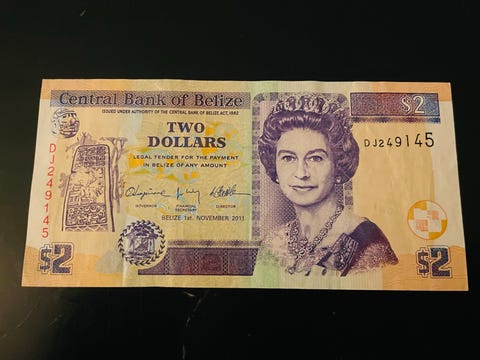 Central Bank of Belize
$2
ISSUED UNDER AUTHORITY OF THE CENTRAL BANK OF BELIZE ACT, 1982
TWO
DOLLARS
DJ249145
LEGAL TENDER FOR THE PAYMENT
IN BELIZE OF ANY AMOUNT
DJ249145
GOVERNOR FINANCIAL SECRETARY DIRECTOR
BELIZE 1st. NOVEMBER 2011
$2
$2